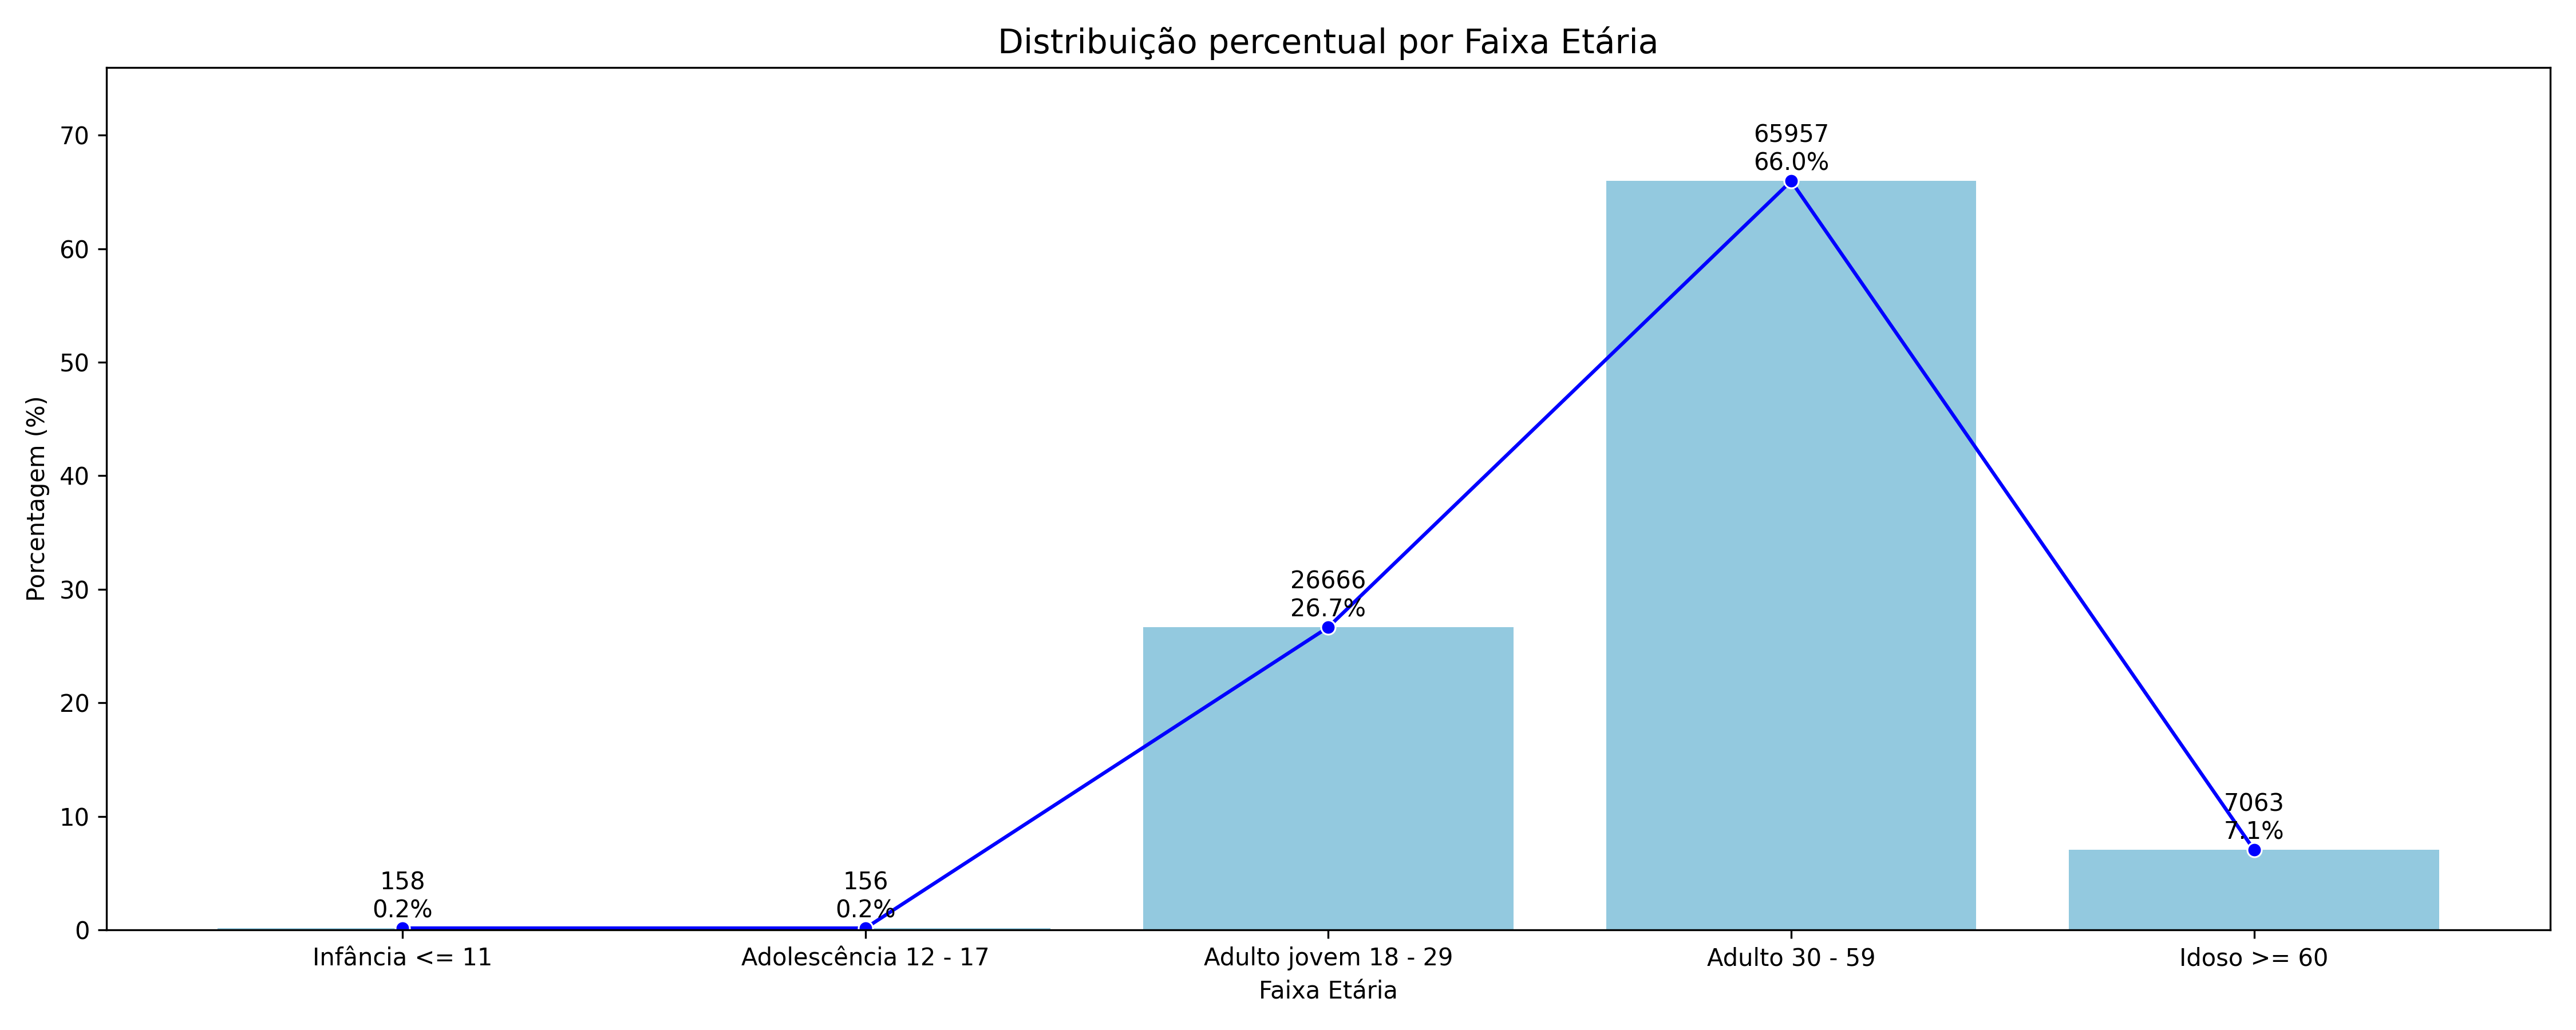 Distribuição percentual por Faixa Etária
Porcentagem (%)
70
60
50
40
30
20
10
0
158
0.2%
156
0.2%
26666
26.7%
65957
66.0%
7063
7.1%
Infância <= 11
Adolescência 12 - 17
Adulto jovem 18 - 29
Adulto 30 - 59
Idoso >= 60
Faixa Etária